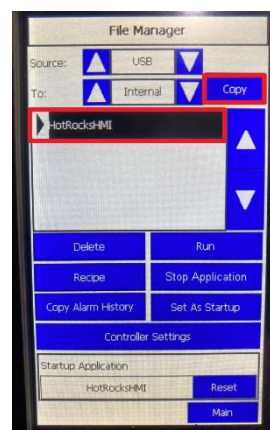 File Manager
Source: USB
To: Internal Copy
HotRocksHMI
Delete Run
Recipe Stop Application
Copy Alarm History Set As Startup
Controller Settings
Startup Application
HotRocksHMI Reset
Main